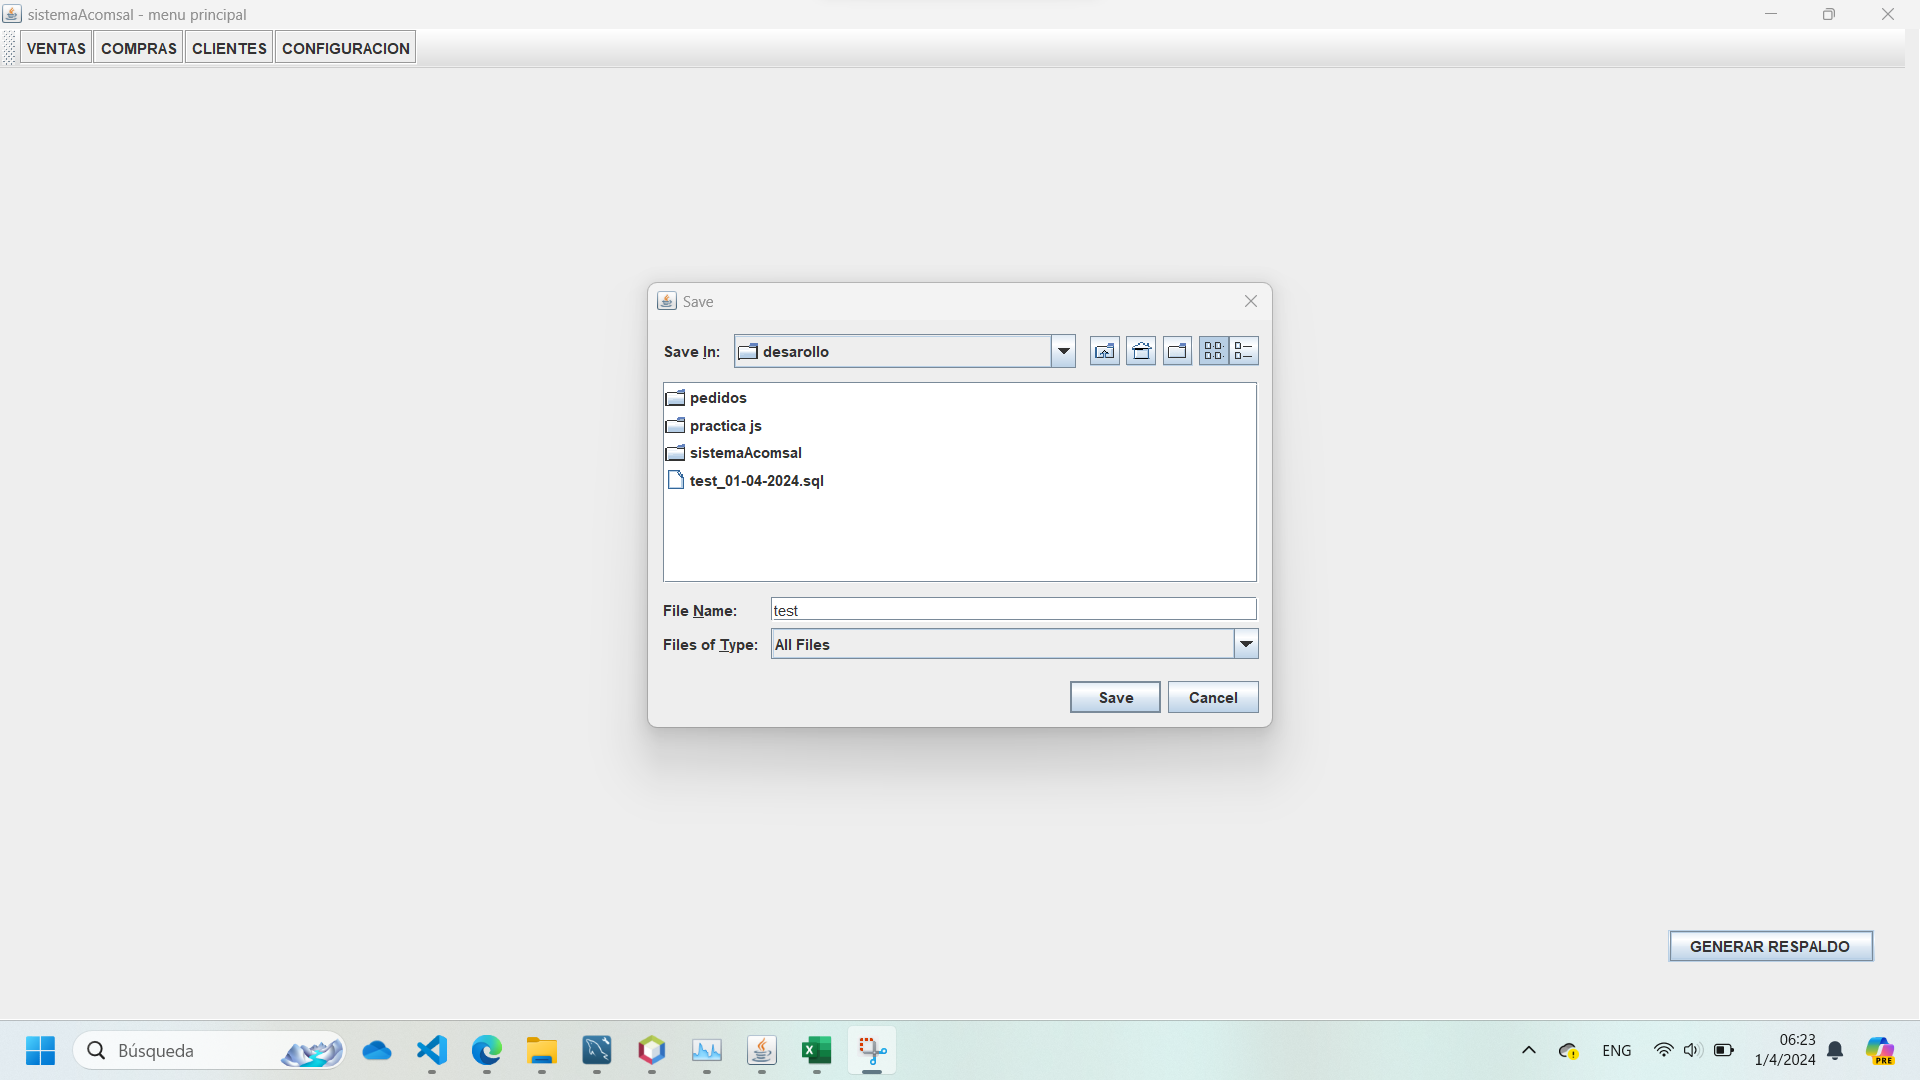 sistemaAcomsal - menu principal
VENTAS COMPRAS CLIENTES CONFIGURACION
Save
Save In: desarollo
pedidos
practica js
sistemaAcomsal
test_01-04-2024.sql
File Name: test
Files of Type: All Files
Save Cancel
GENERAR RESPALDO
Búsqueda
ENG
06:23
1/4/2024
PRE